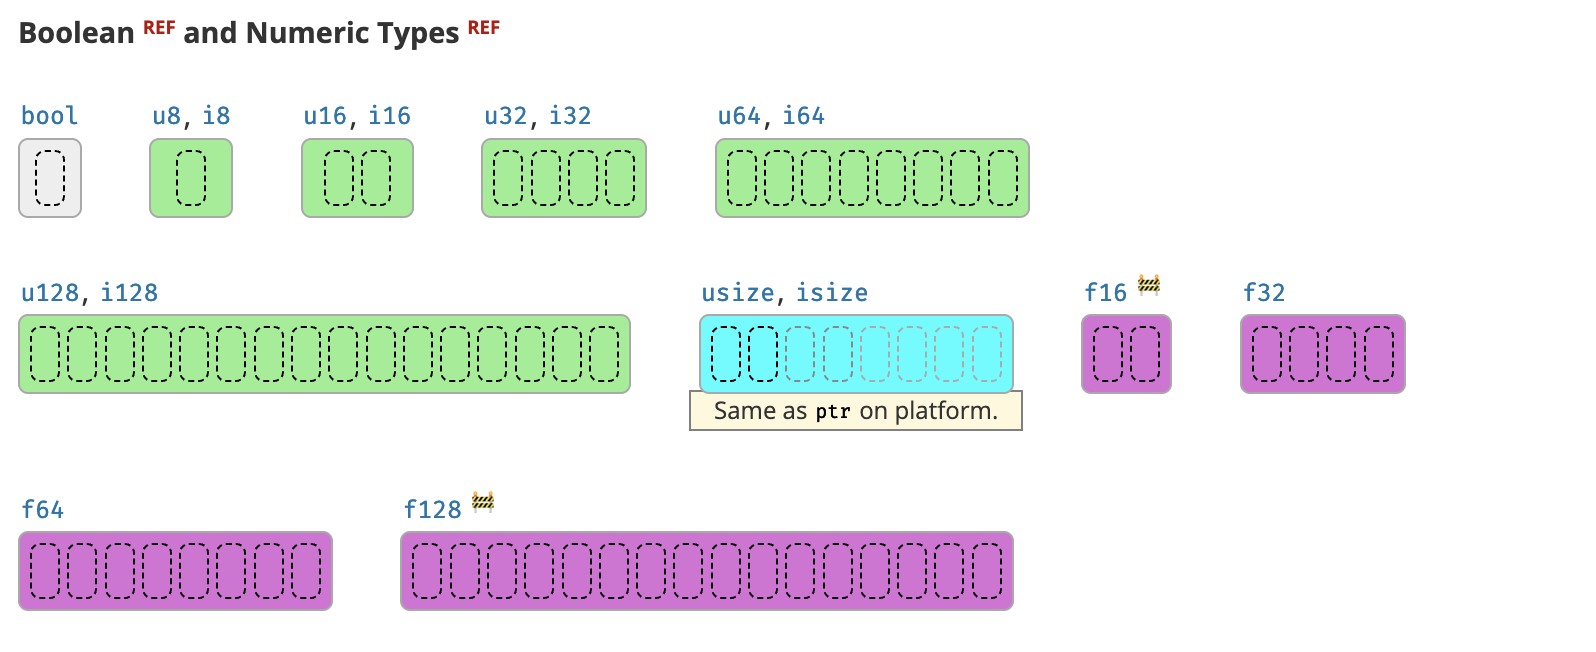 Boolean REF and Numeric Types REF
bool
u8, i8
u16, i16
u32, i32
u64, i64
u128, i128
usize, isize
f16 🚧
f32
Same as ptr on platform.
f64
f128 🚧